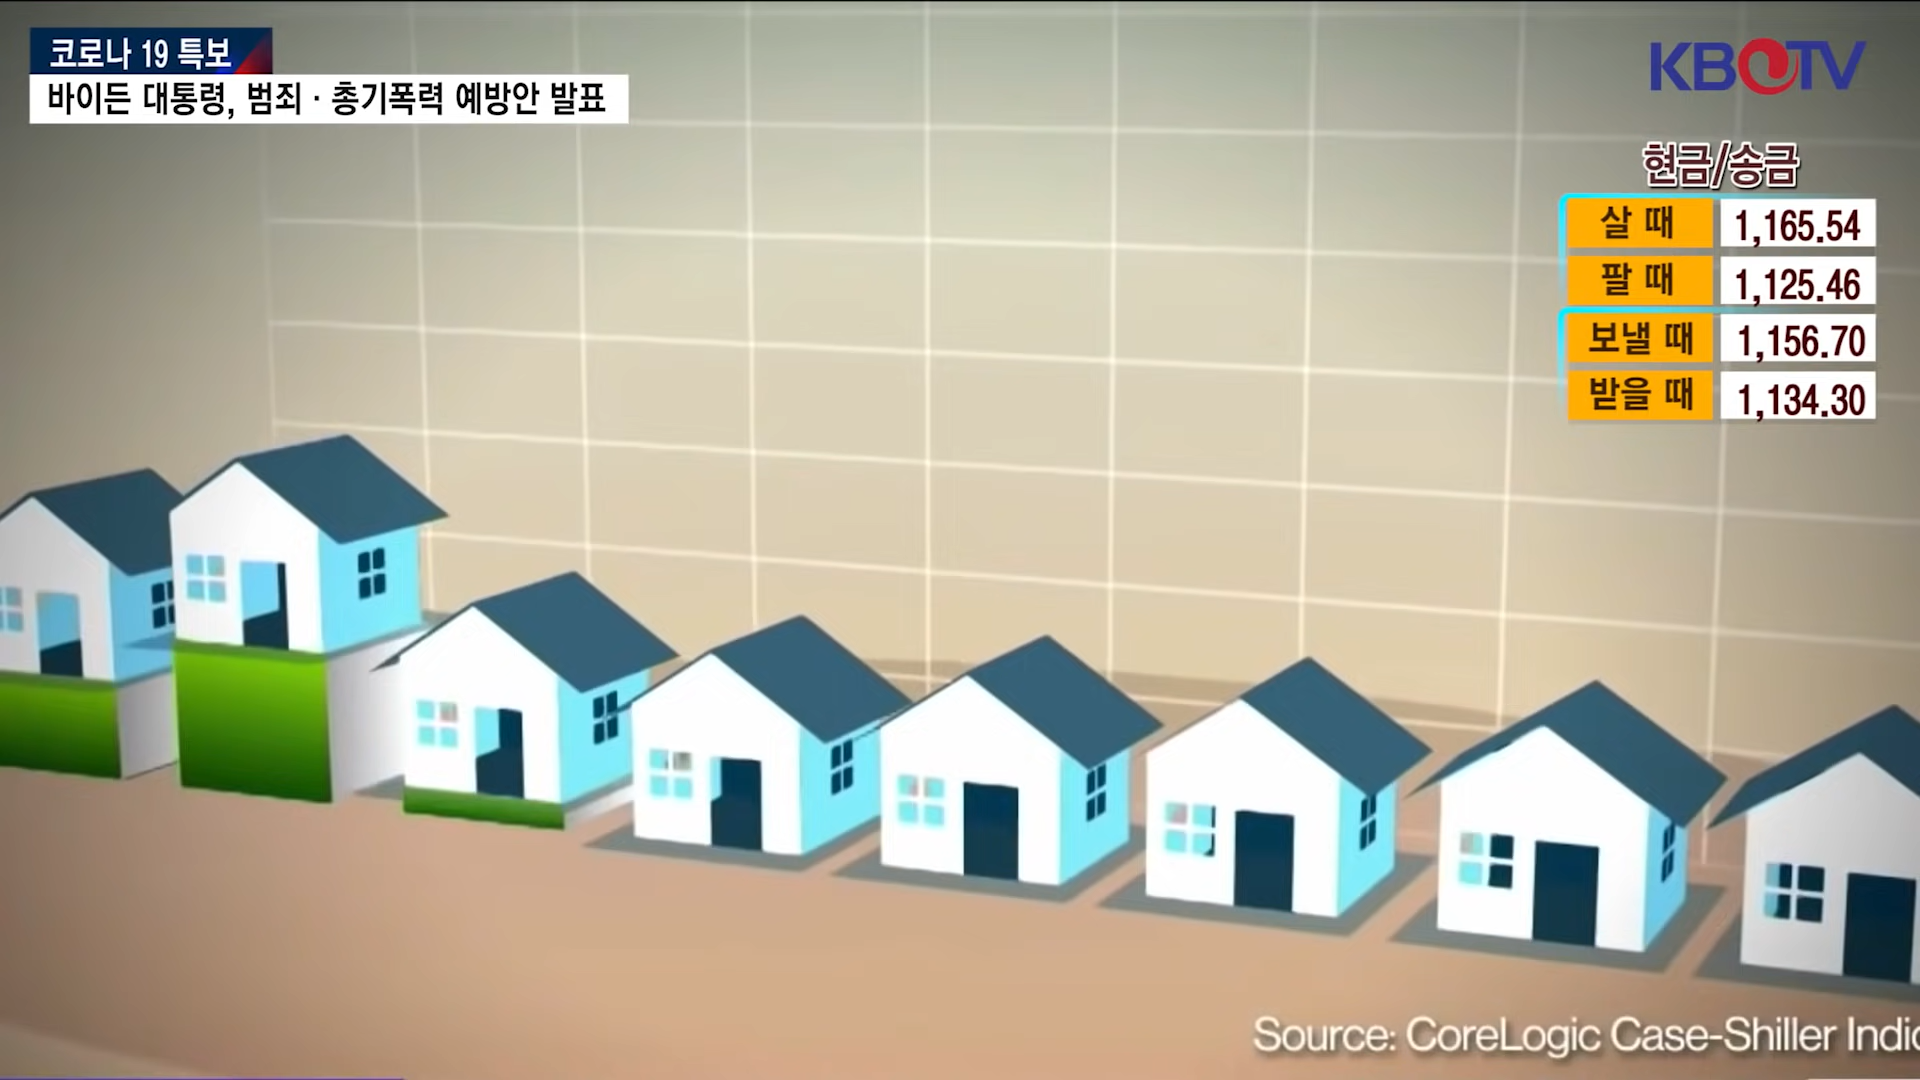 코로나 19 특보
바이든 대통령, 범죄 · 총기폭력 예방안 발표
KBTV
현금/송금
살 때 1,165.54
팔 때 1,125.46
보낼 때 1,156.70
받을 때 1,134.30
Source: CoreLogic Case-Shiller Indic